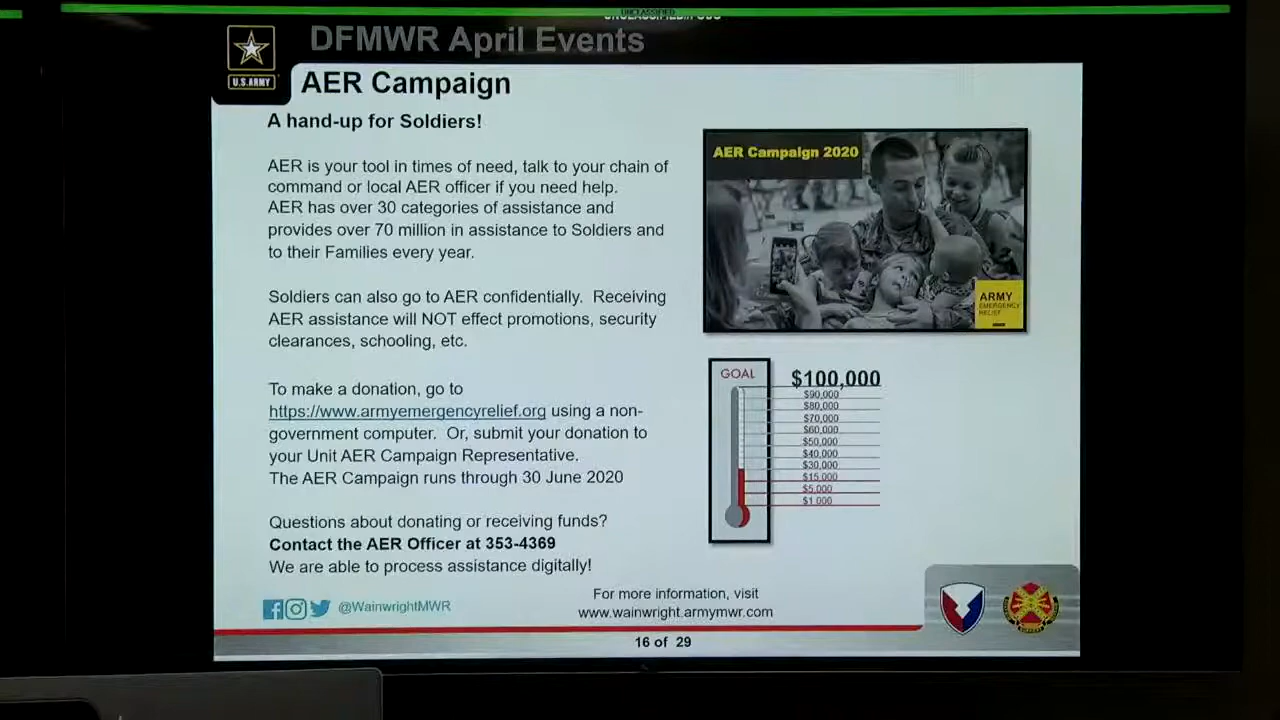 UNCLASSIFIED
DFMWR April Events
U.S.ARMY
AER Campaign
A hand-up for Soldiers!
AER is your tool in times of need, talk to your chain of
command or local AER officer if you need help.
AER has over 30 categories of assistance and
provides over 70 million in assistance to Soldiers and
to their Families every year.
Soldiers can also go to AER confidentially. Receiving
AER assistance will NOT effect promotions, security
clearances, schooling, etc.
To make a donation, go to
https://www.armyemergencyrelief.org using a non-
government computer. Or, submit your donation to
your Unit AER Campaign Representative.
The AER Campaign runs through 30 June 2020
Questions about donating or receiving funds?
Contact the AER Officer at 353-4369
We are able to process assistance digitally!
@WainwrightMWR
AER Campaign 2020
ARMY
EMERGENCY
RELIEF
GOAL
$100,000
$90,000
$80,000
$70,000
$60,000
$50,000
$40,000
$30,000
$15,000
$5,000
$1,000
For more information, visit
www.wainwright.armymwr.com
16 of 29